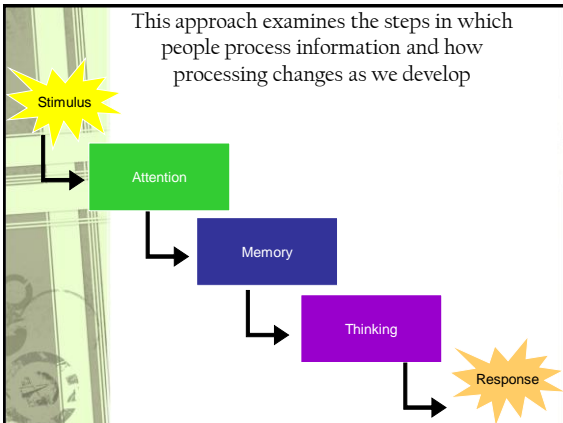 This approach examines the steps in which
people process information and how
processing changes as we develop
Stimulus
Attention
Memory
Thinking
Response